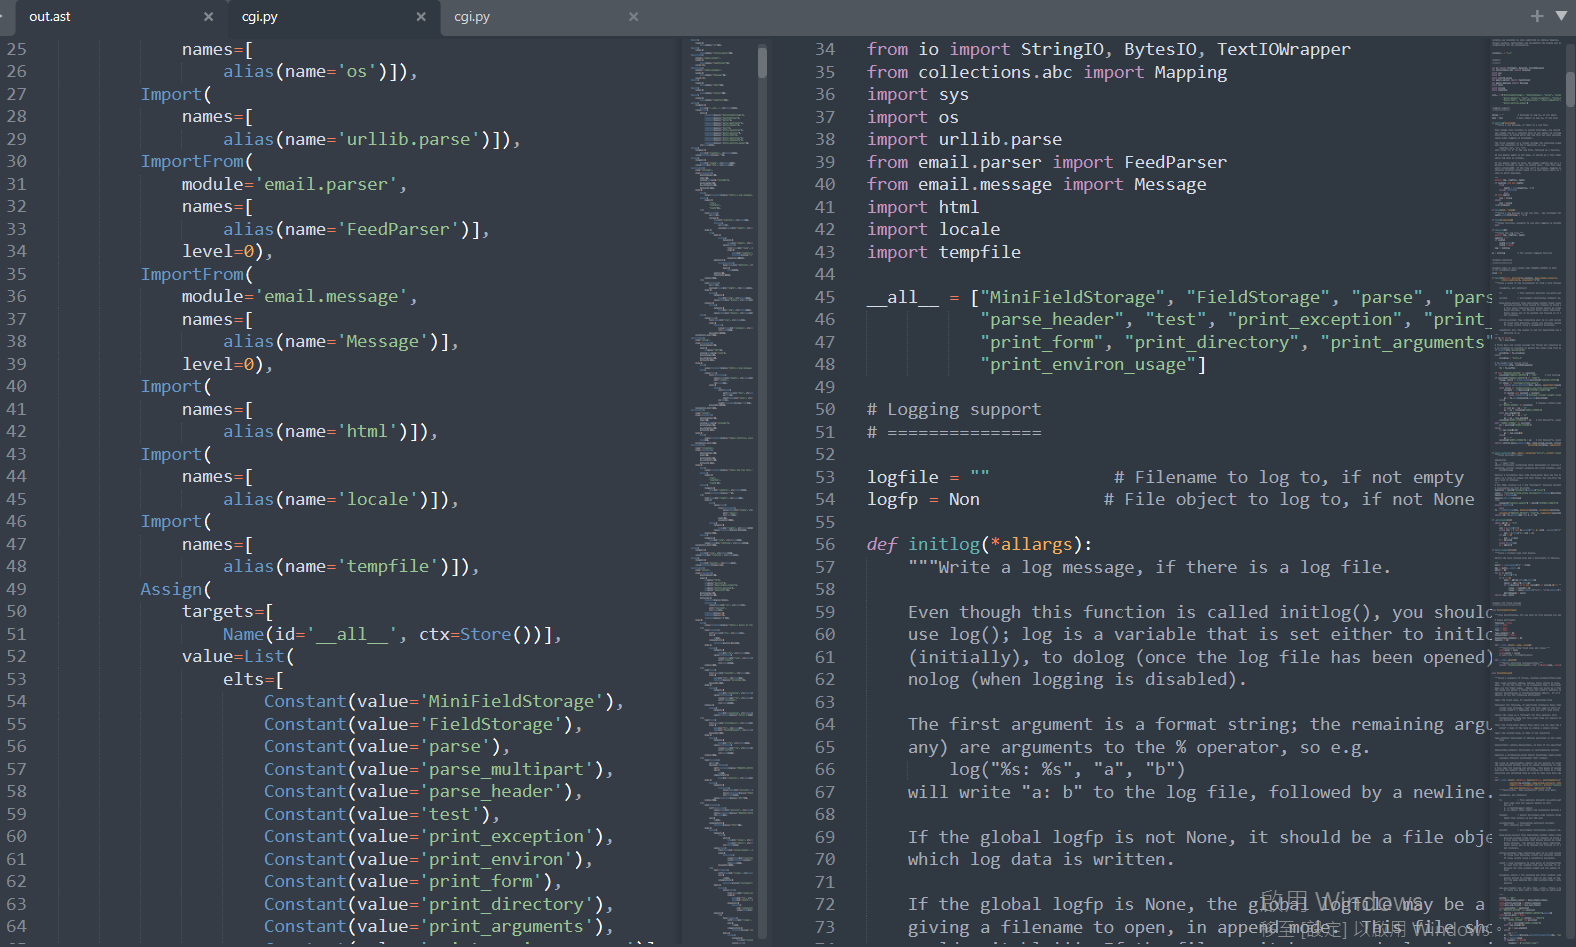 out.ast
cgi.py
cgi.py
25 names=[
26 alias(name='os')]),
27 Import(
28 names=[
29 alias(name='urllib.parse')]),
30 ImportFrom(
31 module='email.parser',
32 names=[
33 alias(name='FeedParser')],
34 level=0),
35 ImportFrom(
36 module='email.message',
37 names=[
38 alias(name='Message')],
39 level=0),
40 Import(
41 names=[
42 alias(name='html')]),
43 Import(
44 names=[
45 alias(name='locale')]),
46 Import(
47 names=[
48 alias(name='tempfile')]),
49 Assign(
50 targets=[
51 Name(id='__all__', ctx=Store())],
52 value=List(
53 elts=[
54 Constant(value='MiniFieldStorage'),
55 Constant(value='FieldStorage'),
56 Constant(value='parse'),
57 Constant(value='parse_multipart'),
58 Constant(value='parse_header'),
59 Constant(value='test'),
60 Constant(value='print_exception'),
61 Constant(value='print_environ'),
62 Constant(value='print_form'),
63 Constant(value='print_directory'),
64 Constant(value='print_arguments'),
34 from io import StringIO, BytesIO, TextIOWrapper
35 from collections.abc import Mapping
36 import sys
37 import os
38 import urllib.parse
39 from email.parser import FeedParser
40 from email.message import Message
41 import html
42 import locale
43 import tempfile
44
45 __all__ = ["MiniFieldStorage", "FieldStorage", "parse", "pars
46 "parse_header", "test", "print_exception", "print_
47 "print_form", "print_directory", "print_arguments"
48 "print_environ_usage"]
49
50 # Logging support
51 # ===============
52
53 logfile = "" # Filename to log to, if not empty
54 logfp = Non # File object to log to, if not None
55
56 def initlog(*allargs):
57 """Write a log message, if there is a log file.
58
59 Even though this function is called initlog(), you should
60 use log(); log is a variable that is set either to initlo
61 (initially), to dolog (once the log file has been opened)
62 nolog (when logging is disabled).
63
64 The first argument is a format string; the remaining argu
65 any) are arguments to the % operator, so e.g.
66 log("%s: %s", "a", "b")
67 will write "a: b" to the log file, followed by a newline.
68
69 If the global logfp is not None, it should be a file obje
70 which log data is written.
71
72 If the global logfp is None, the global logfile may be a
73 giving a filename to open, in append mode. This file sho
啟用 Windows
移至 [設定] 以啟用 Windows。